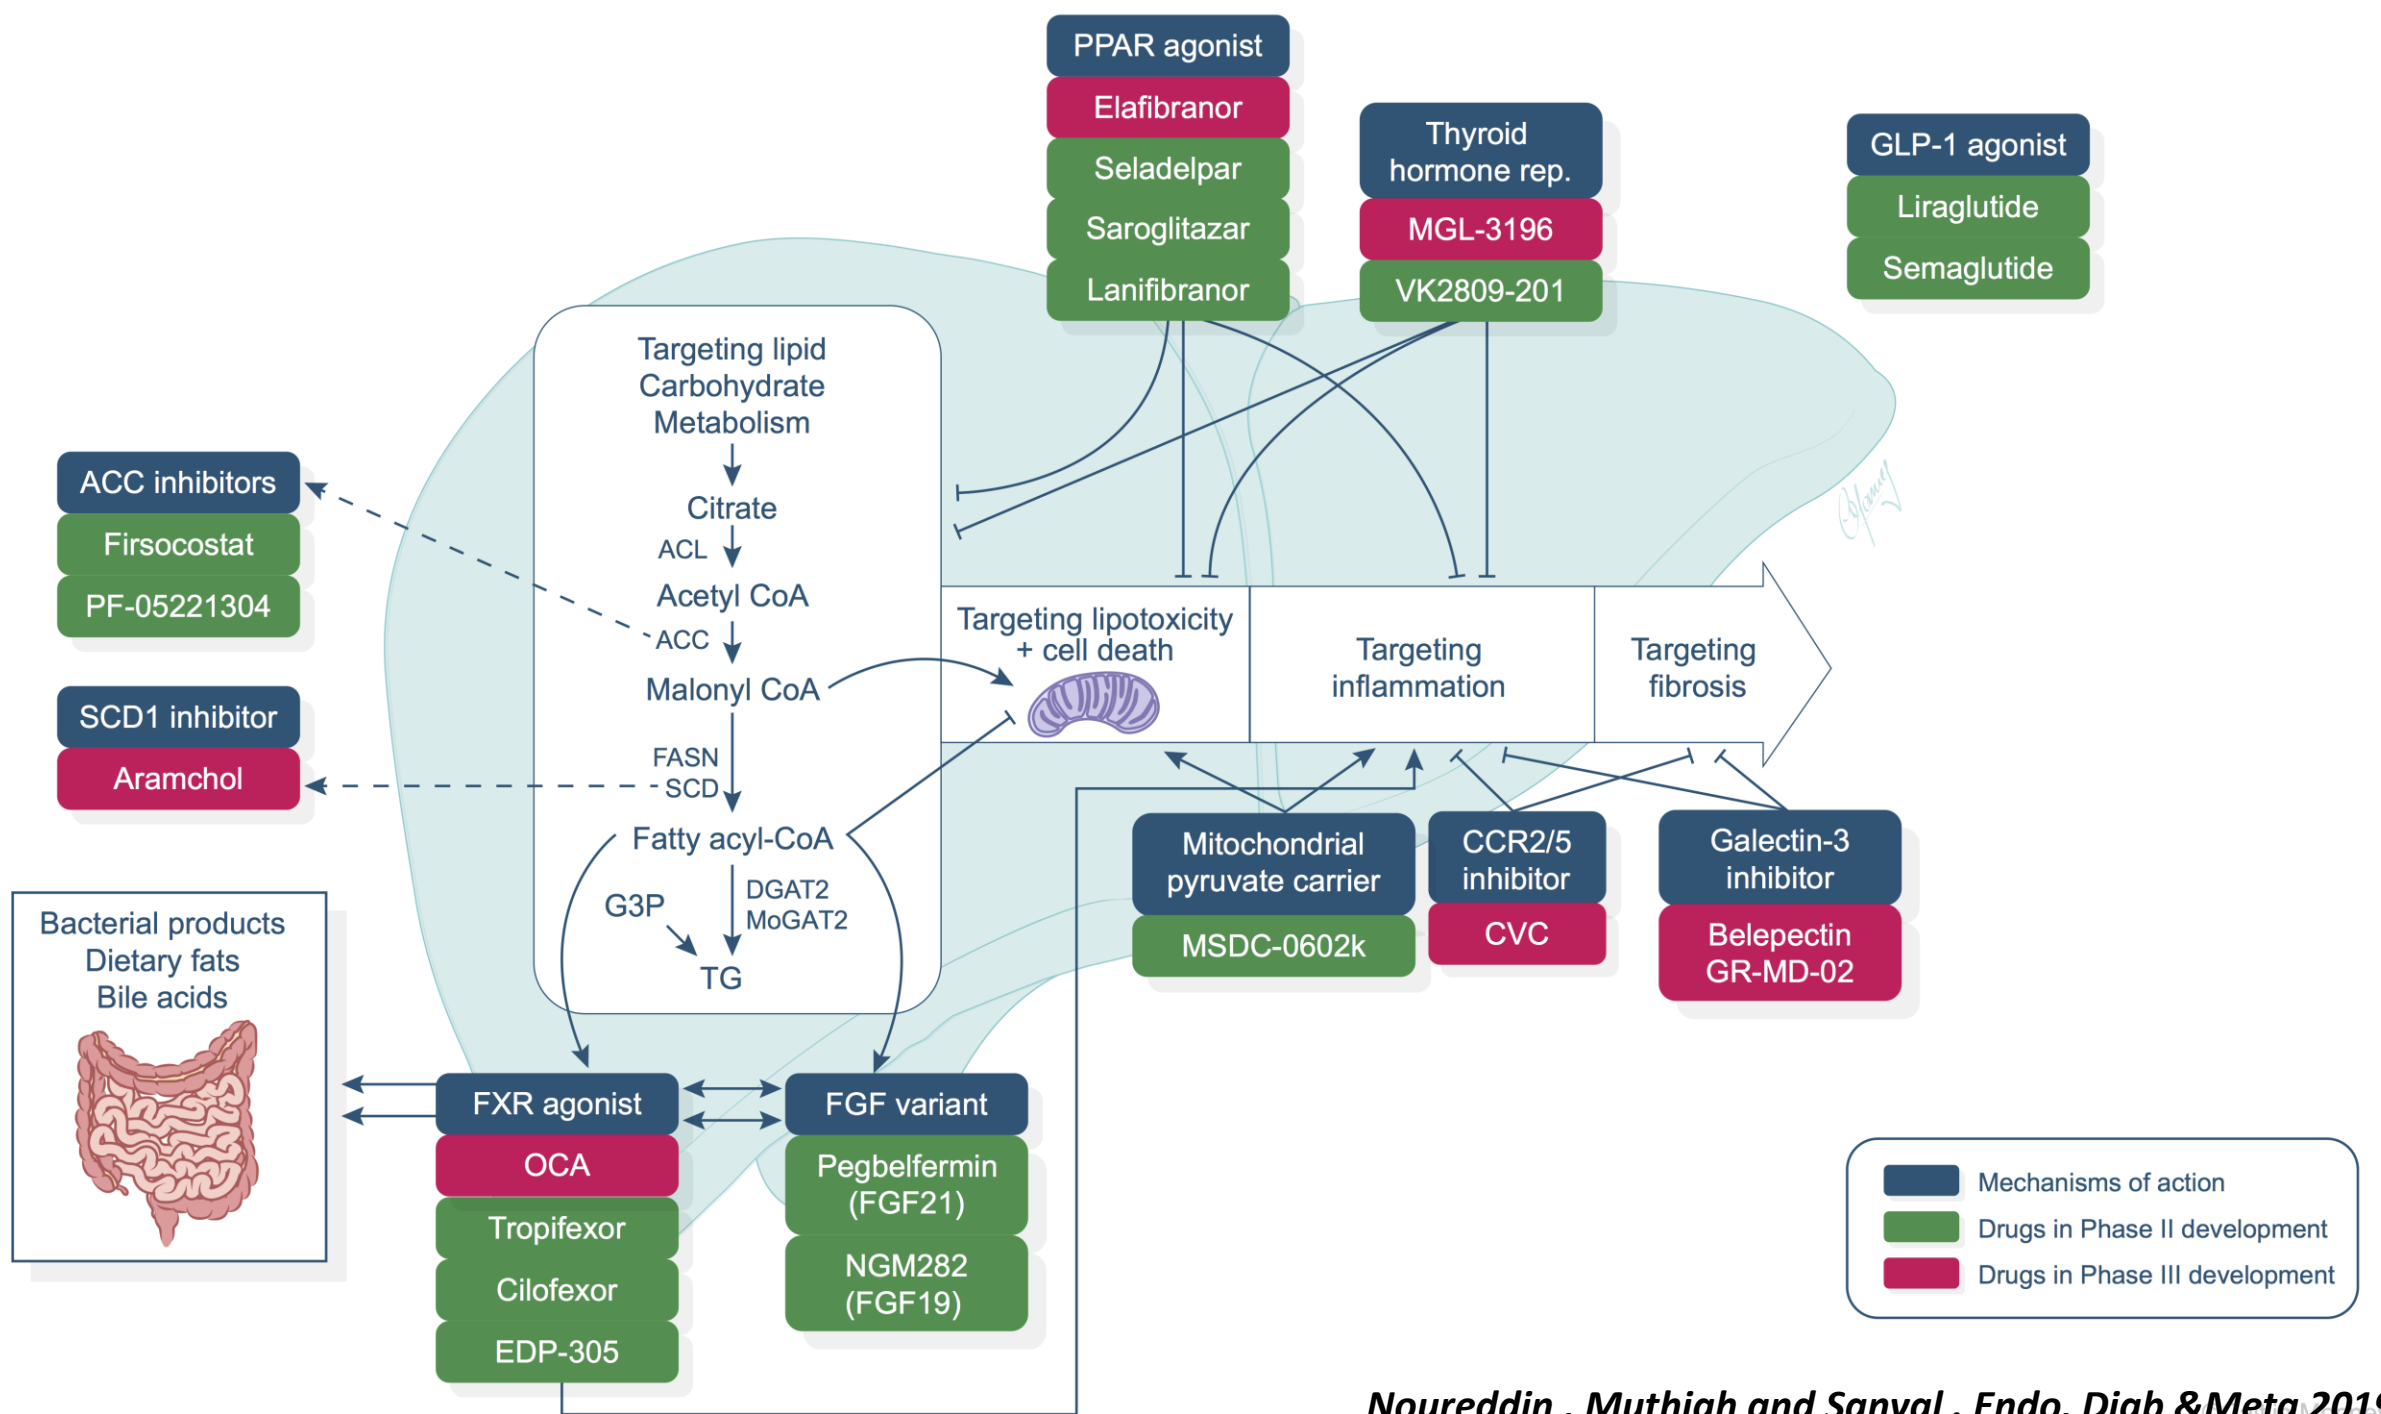 PPAR agonist
Elafibranor
Seladelpar
Saroglitazar
Lanifibranor
Thyroid
hormone rep.
MGL-3196
VK2809-201
GLP-1 agonist
Liraglutide
Semaglutide
Targeting lipid
Carbohydrate
Metabolism
Citrate
ACL
Acetyl CoA
ACC
Malonyl CoA
FASN
SCD
Fatty acyl-CoA
G3P
DGAT2
MoGAT2
TG
ACC inhibitors
Firsocostat
PF-05221304
SCD1 inhibitor
Aramchol
Targeting lipotoxicity
+ cell death
Targeting
inflammation
Targeting
fibrosis
Mitochondrial
pyruvate carrier
MSDC-0602k
CCR2/5
inhibitor
CVC
Galectin-3
inhibitor
Belepectin
GR-MD-02
Bacterial products
Dietary fats
Bile acids
FXR agonist
OCA
Tropifexor
Cilofexor
EDP-305
FGF variant
Pegbelfermin
(FGF21)
NGM282
(FGF19)
Mechanisms of action
Drugs in Phase II development
Drugs in Phase III development
Noureddin , Muthiah and Sanyal , Endo, Diab &Meta 2019